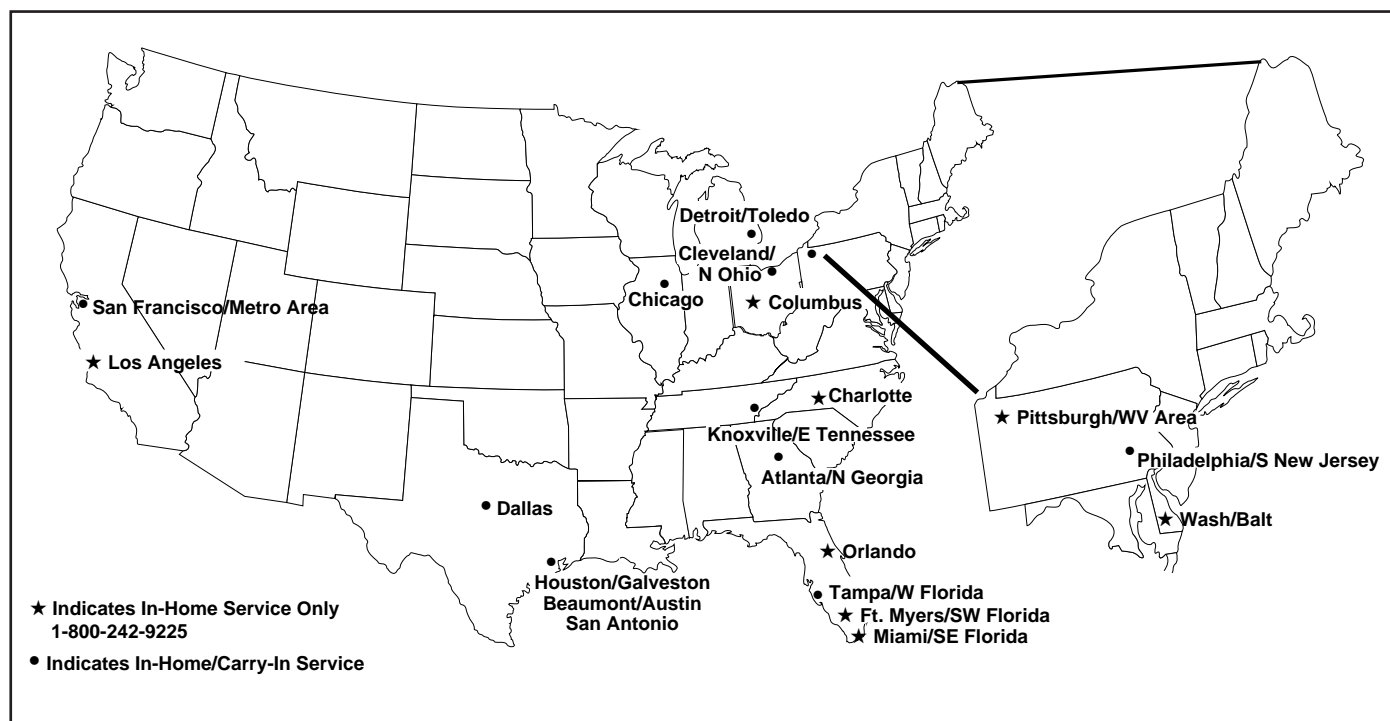 Detroit/Toledo
Cleveland/
N Ohio
Chicago
Columbus
San Francisco/Metro Area
Los Angeles
Charlotte
Knoxville/E Tennessee
Atlanta/N Georgia
Pittsburgh/WV Area
Philadelphia/S New Jersey
Wash/Balt
Dallas
Orlando
Houston/Galveston
Beaumont/Austin
San Antonio
Tampa/W Florida
Ft. Myers/SW Florida
Miami/SE Florida
★ Indicates In-Home Service Only
1-800-242-9225
• Indicates In-Home/Carry-In Service